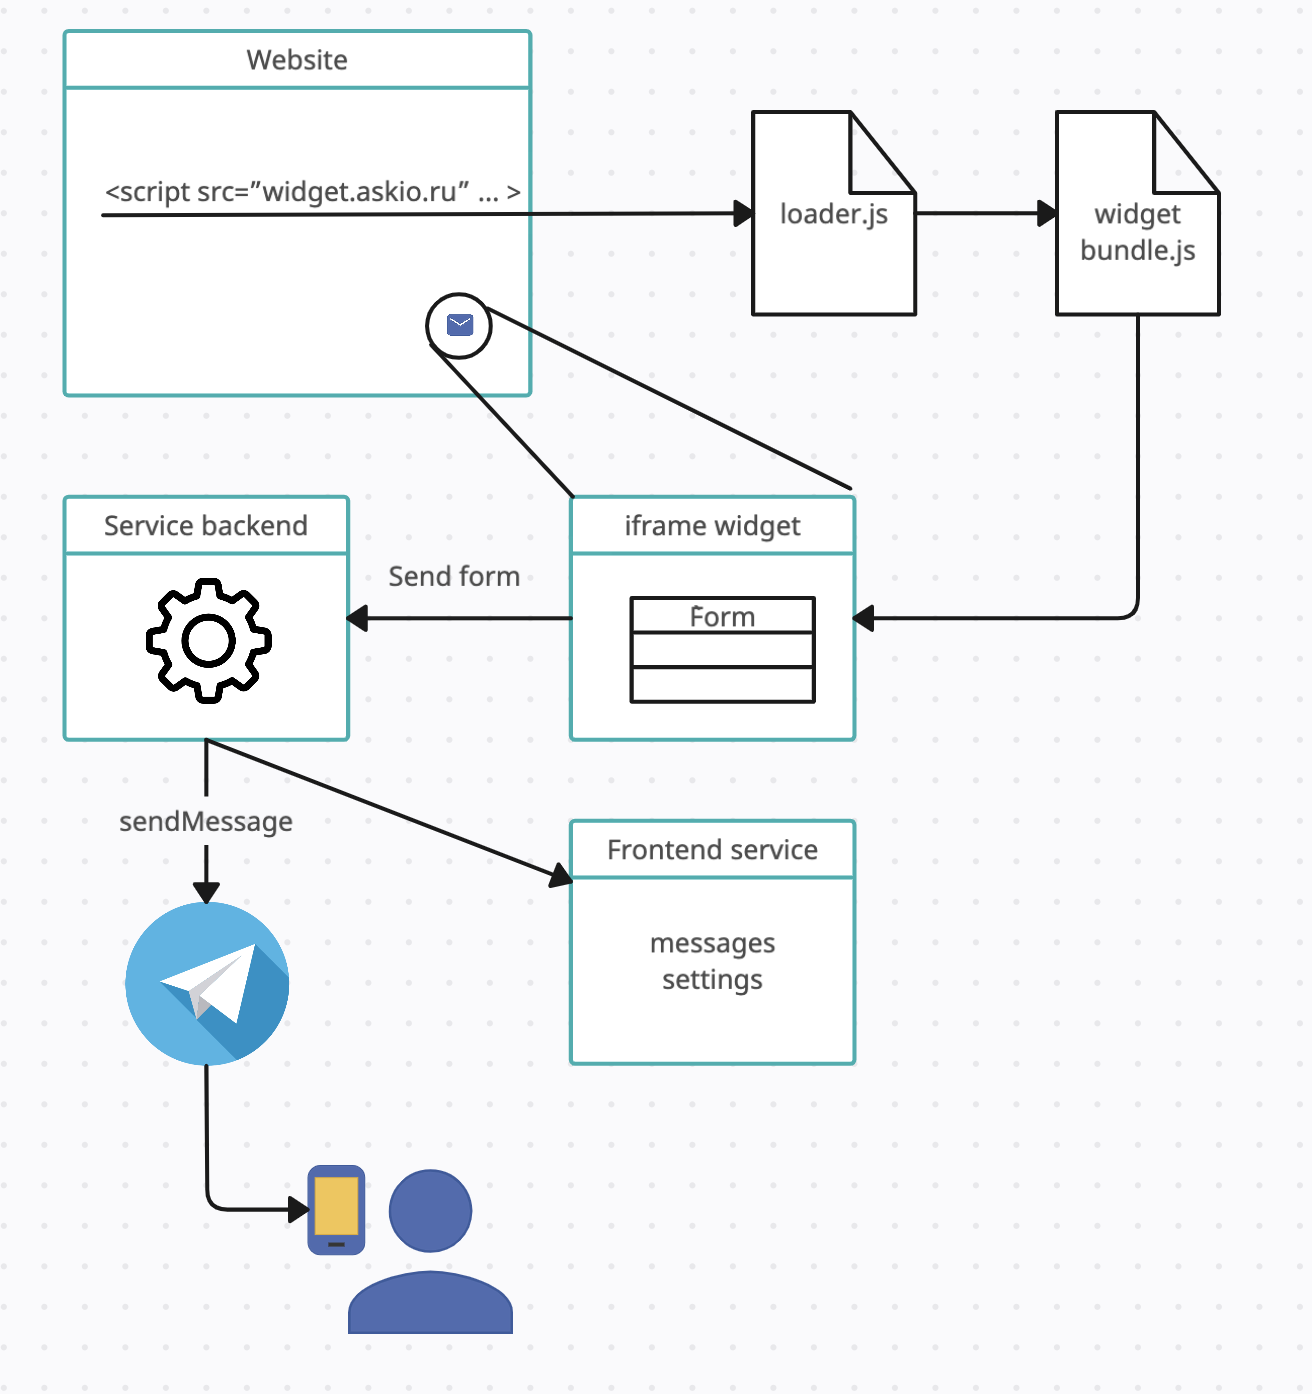 Website
<script src=”widget.askio.ru” ... >
loader.js
widget
bundle.js
Service backend
Send form
iframe widget
Form
sendMessage
Frontend service
messages
settings